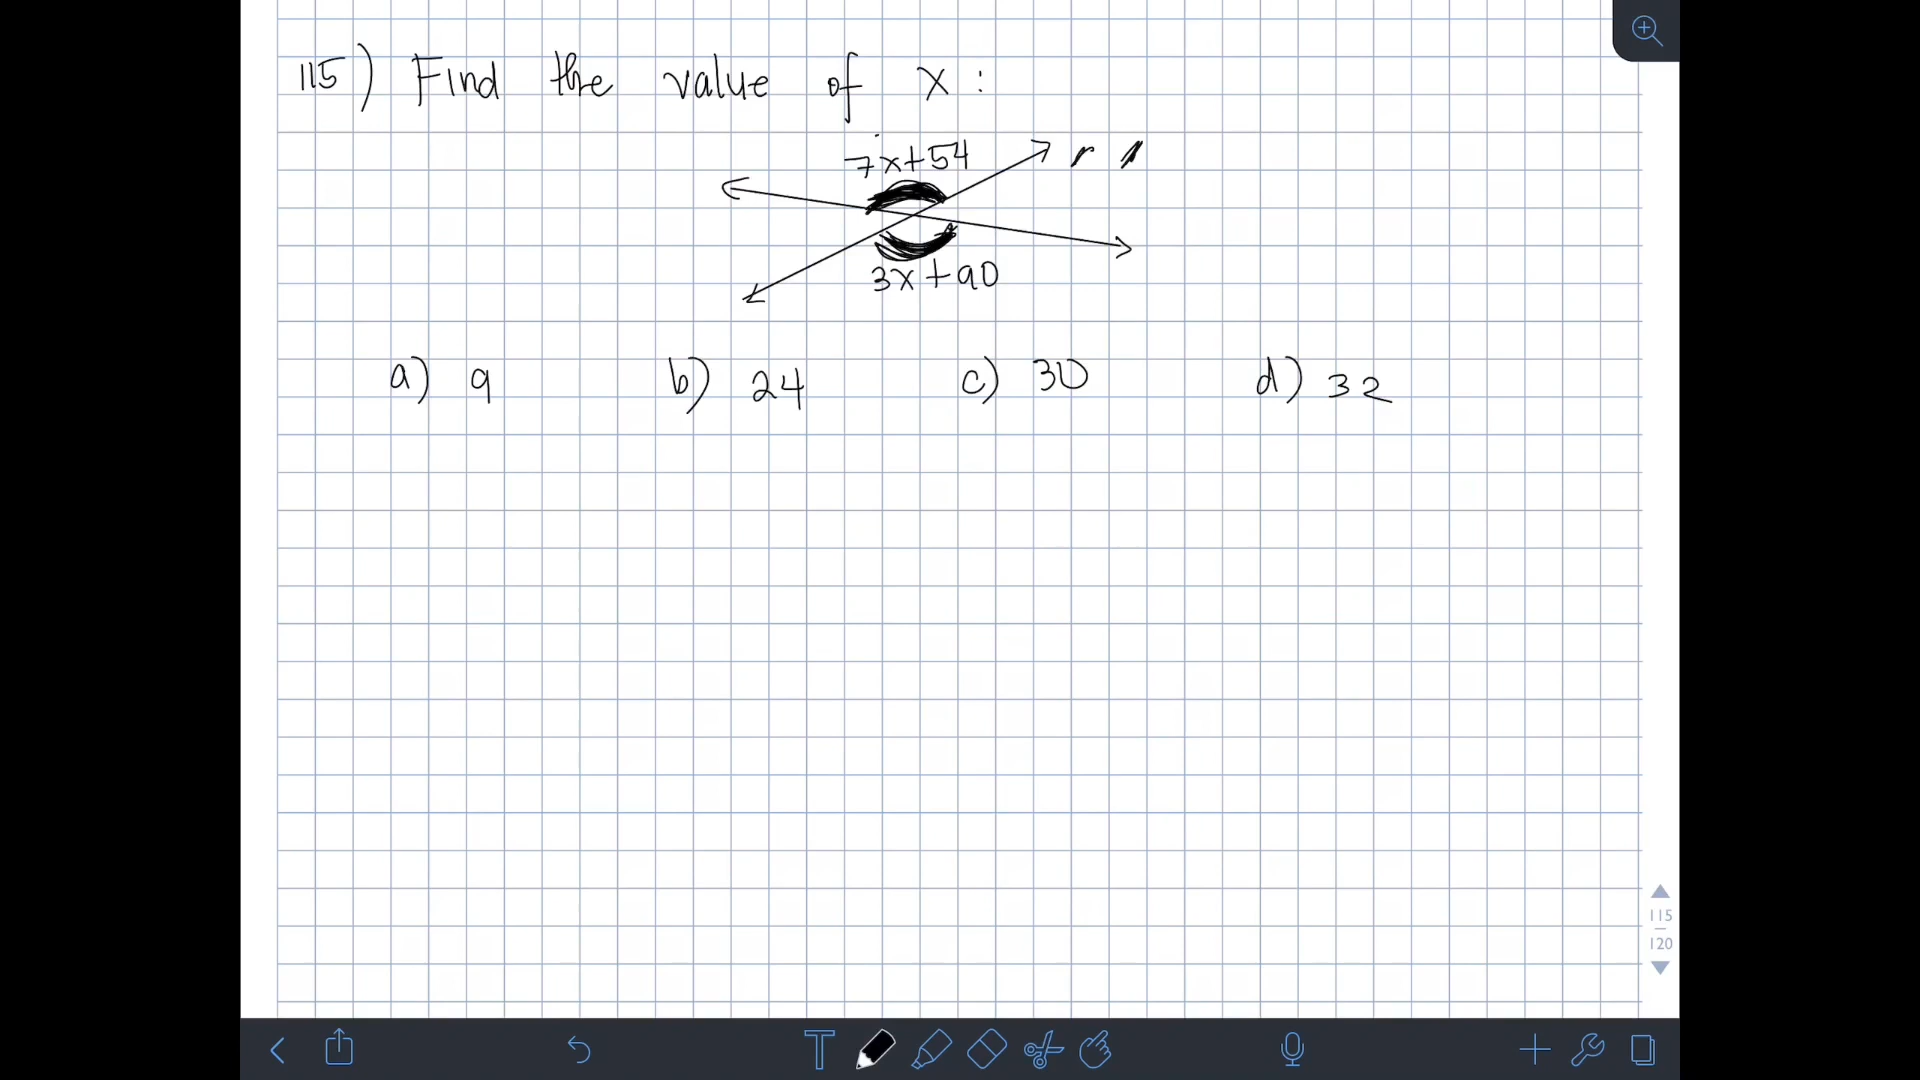 115) Find the value of x:
7x+54
3x+90
a) 9 b) 24 c) 30 d) 32
115
120
T